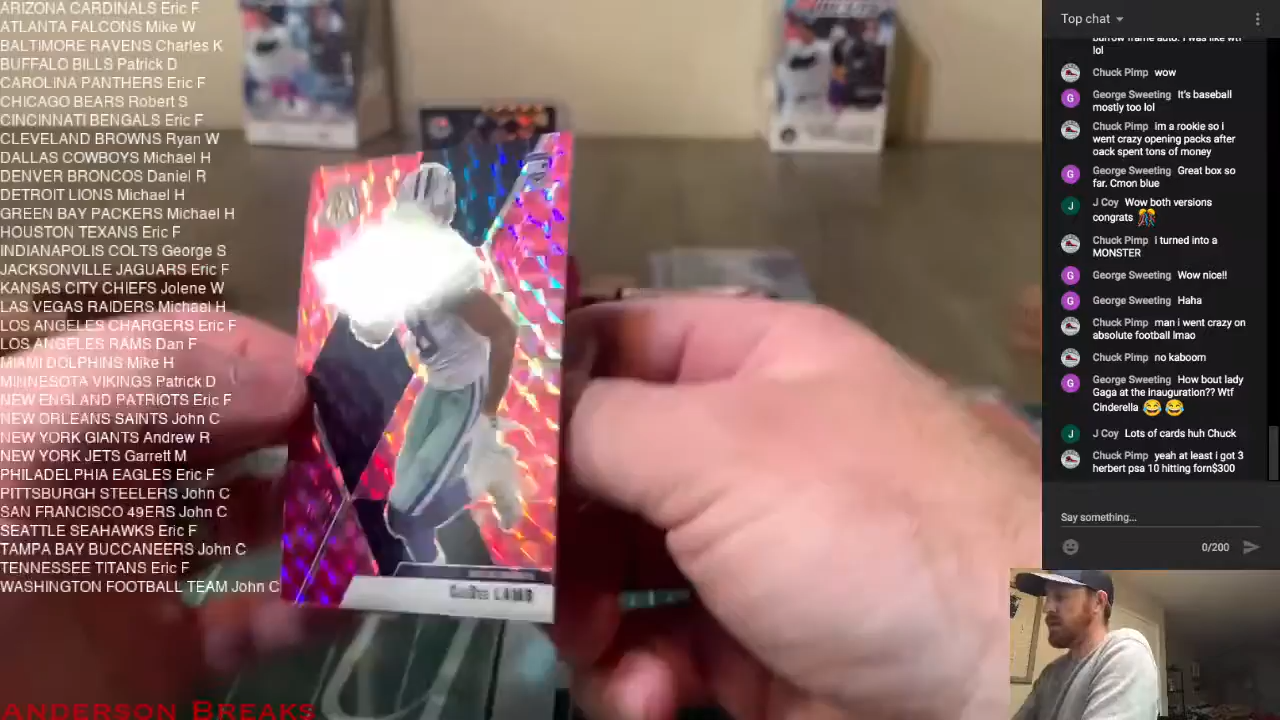 ARIZONA CARDINALS Eric F
ATLANTA FALCONS Mike W
BALTIMORE RAVENS Charles K
BUFFALO BILLS Patrick D
CAROLINA PANTHERS Eric F
CHICAGO BEARS Robert S
CINCINNATI BENGALS Eric F
CLEVELAND BROWNS Ryan W
DALLAS COWBOYS Michael H
DENVER BRONCOS Daniel R
DETROIT LIONS Michael H
GREEN BAY PACKERS Michael H
HOUSTON TEXANS Eric F
INDIANAPOLIS COLTS George S
JACKSONVILLE JAGUARS Eric F
KANSAS CITY CHIEFS Jolene W
LAS VEGAS RAIDERS Michael H
LOS ANGELES CHARGERS Eric F
LOS ANGELES RAMS Dan F
MIAMI DOLPHINS Mike H
MINNESOTA VIKINGS Patrick D
NEW ENGLAND PATRIOTS Eric F
NEW ORLEANS SAINTS John C
NEW YORK GIANTS Andrew R
NEW YORK JETS Garrett M
PHILADELPHIA EAGLES Eric F
PITTSBURGH STEELERS John C
SAN FRANCISCO 49ERS John C
SEATTLE SEAHAWKS Eric F
TAMPA BAY BUCCANEERS John C
TENNESSEE TITANS Eric F
WASHINGTON FOOTBALL TEAM John C
ANDERSON BREAKS
CeeDee LAMB
Top chat
burrow frame auto. I was like wtf
lol
Chuck Pimp wow
G George Sweeting It's baseball
mostly too lol
Chuck Pimp im a rookie so i
went crazy opening packs after
oack spent tons of money
G George Sweeting Great box so
far. Cmon blue
J J Coy Wow both versions
congrats 🎊
Chuck Pimp i turned into a
MONSTER
G George Sweeting Wow nice!!
G George Sweeting Haha
Chuck Pimp man i went crazy on
absolute football lmao
Chuck Pimp no kaboom
G George Sweeting How bout lady
Gaga at the inauguration?? Wtf
Cinderella 😂 😂
J J Coy Lots of cards huh Chuck
Chuck Pimp yeah at least i got 3
herbert psa 10 hitting forn$300
Say something...
0/200